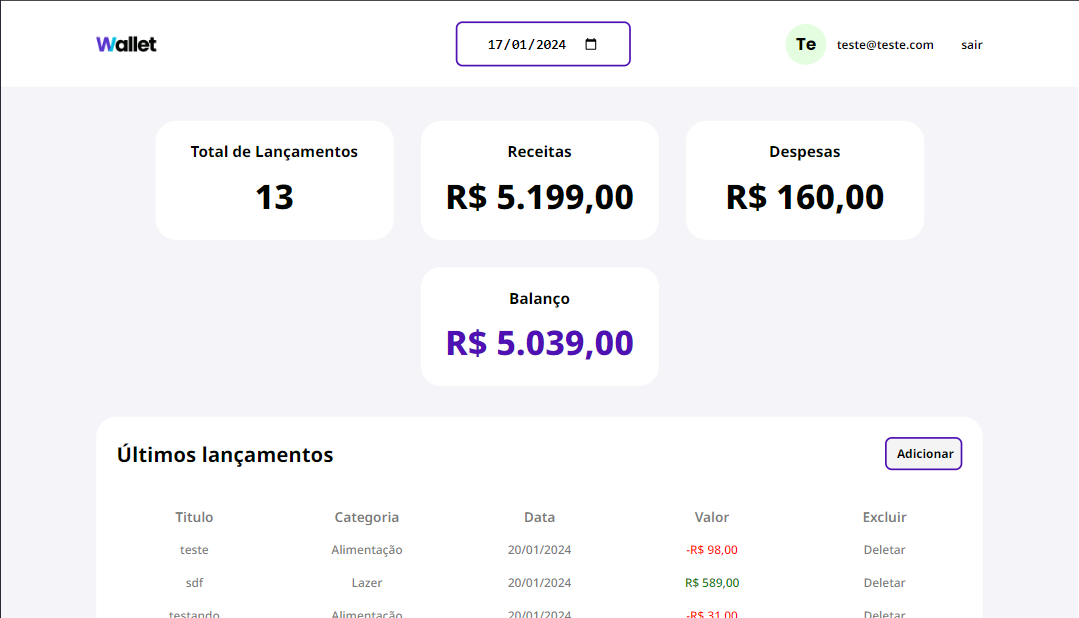 Wallet
17/01/2024
Te
teste@teste.com
sair
Total de Lançamentos
13
Receitas
R$ 5.199,00
Despesas
R$ 160,00
Balanço
R$ 5.039,00
Últimos lançamentos
Adicionar
Titulo Categoria Data Valor Excluir
teste Alimentação 20/01/2024 -R$ 98,00 Deletar
sdf Lazer 20/01/2024 R$ 589,00 Deletar
testando Alimentação 20/01/2024 -R$ 31,00 Deletar